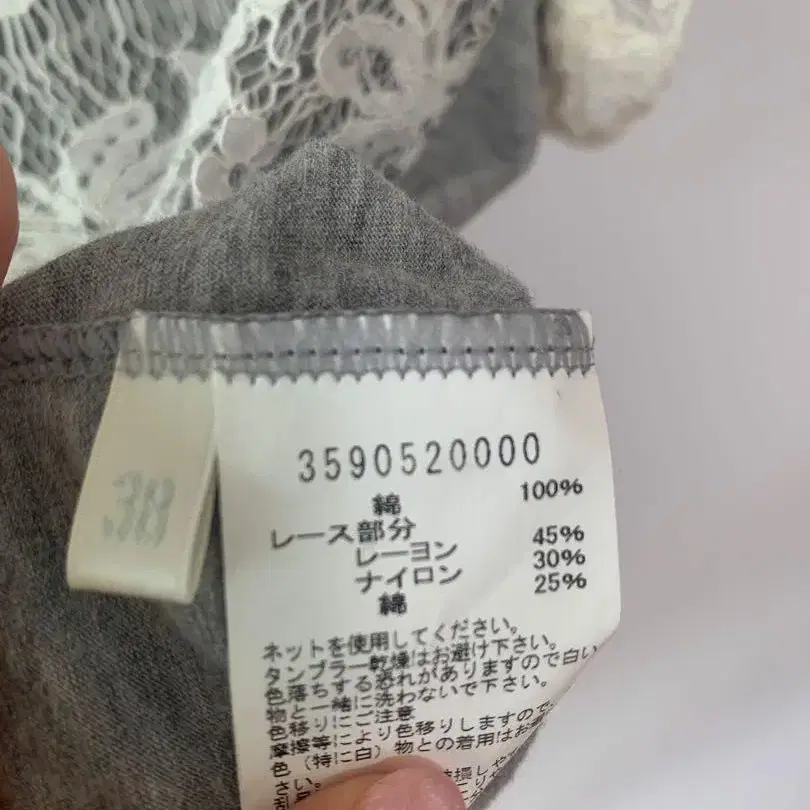 3590520000
綿 100%
レース部分
レーヨン 45%
ナイロン 30%
綿 25%
ネットを使用してください。
タンブラー乾燥はお避け下さい。
色落ちする恐れがありますので白い
物と一緒に洗わないで下さい。
色移りにご注意
摩擦等により色移りしますので、
色（特に白）物との着用はお
さい。
38